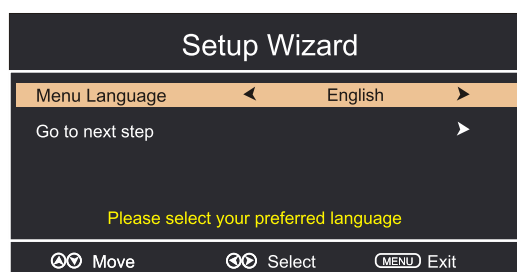 Setup Wizard
Menu Language English
Go to next step
Please select your preferred language
Move Select MENU Exit